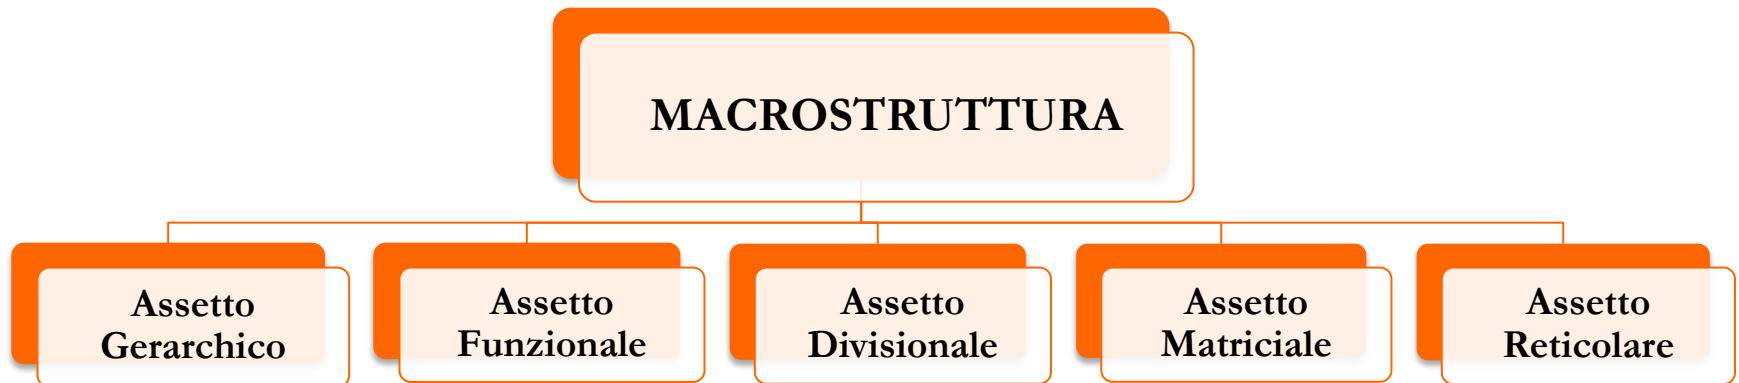 MACROSTRUTTURA
Assetto
Gerarchico
Assetto
Funzionale
Assetto
Divisionale
Assetto
Matriciale
Assetto
Reticolare